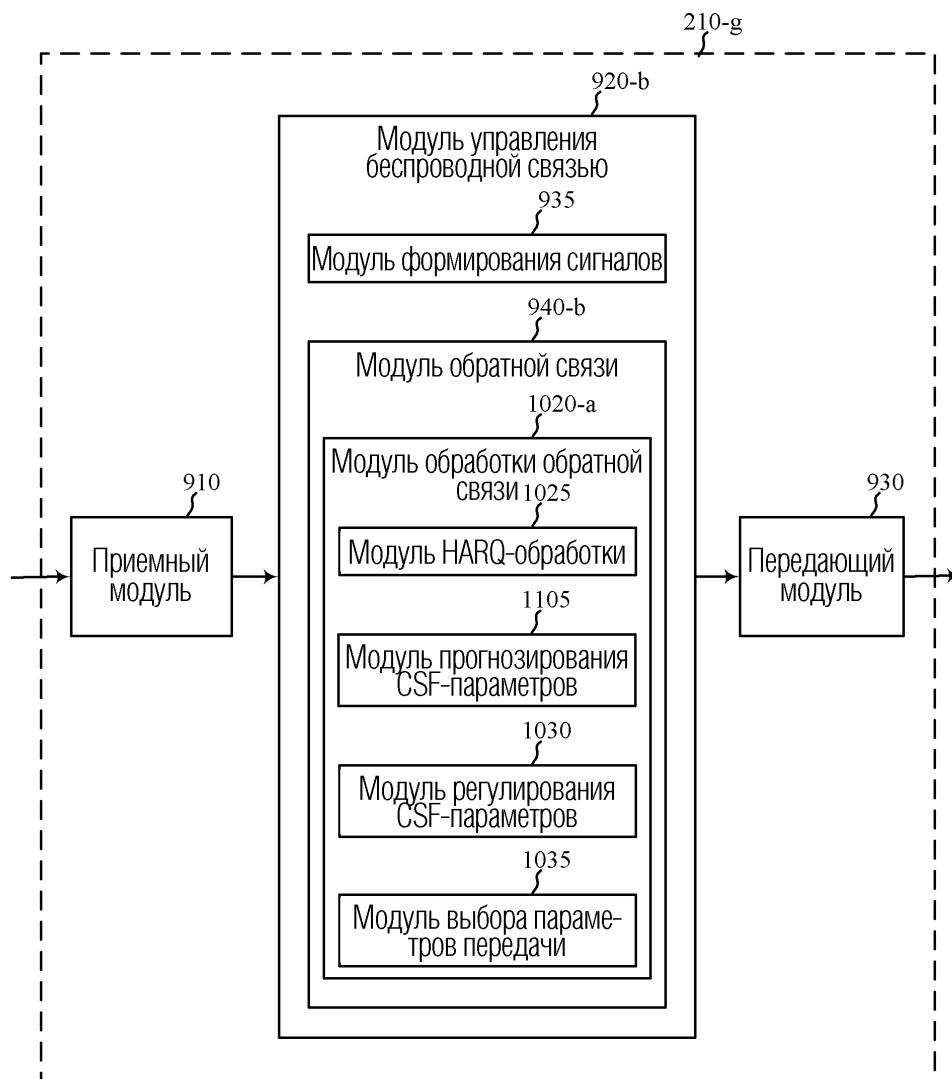 210-g
920-b
Модуль управления
беспроводной связью
935
Модуль формирования сигналов
940-b
Модуль обратной связи
1020-a
Модуль обработки обратной
связи
1025
Модуль HARQ-обработки
910
Приемный
модуль
930
Передающий
модуль
1105
Модуль прогнозирования
CSF-параметров
1030
Модуль регулирования
CSF-параметров
1035
Модуль выбора параме-
тров передачи